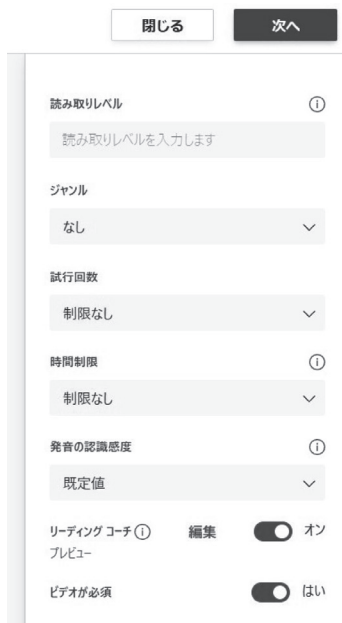 閉じる 次へ
読み取りレベル
読み取りレベルを入力します
ジャンル
なし
試行回数
制限なし
時間制限
制限なし
発音の認識感度
既定値
リーディング コーチ 編集 オン
プレビュー
ビデオが必須 はい